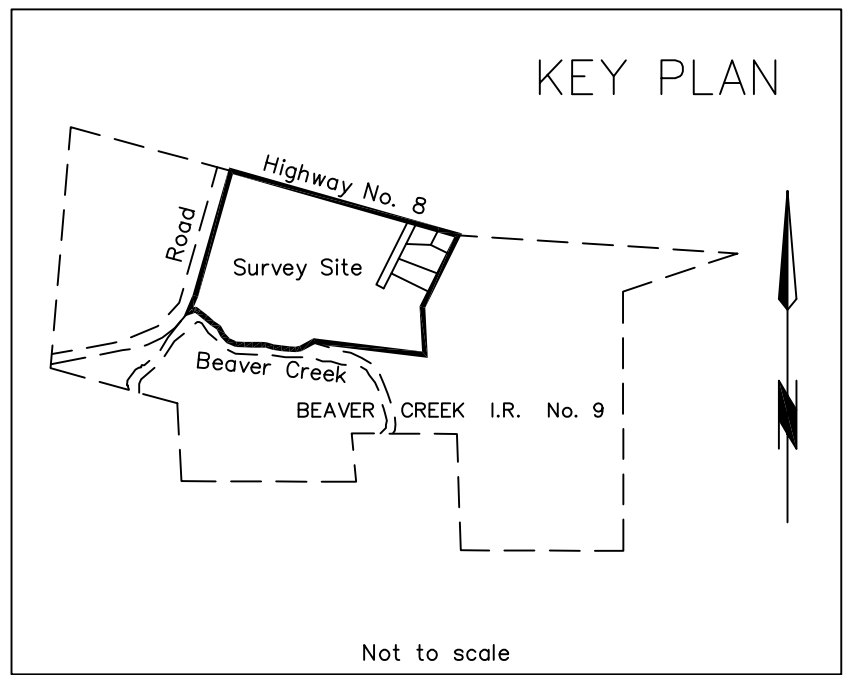 KEY PLAN
Highway No. 8
Road
Survey Site
Beaver Creek
BEAVER CREEK I.R. No. 9
N
Not to scale